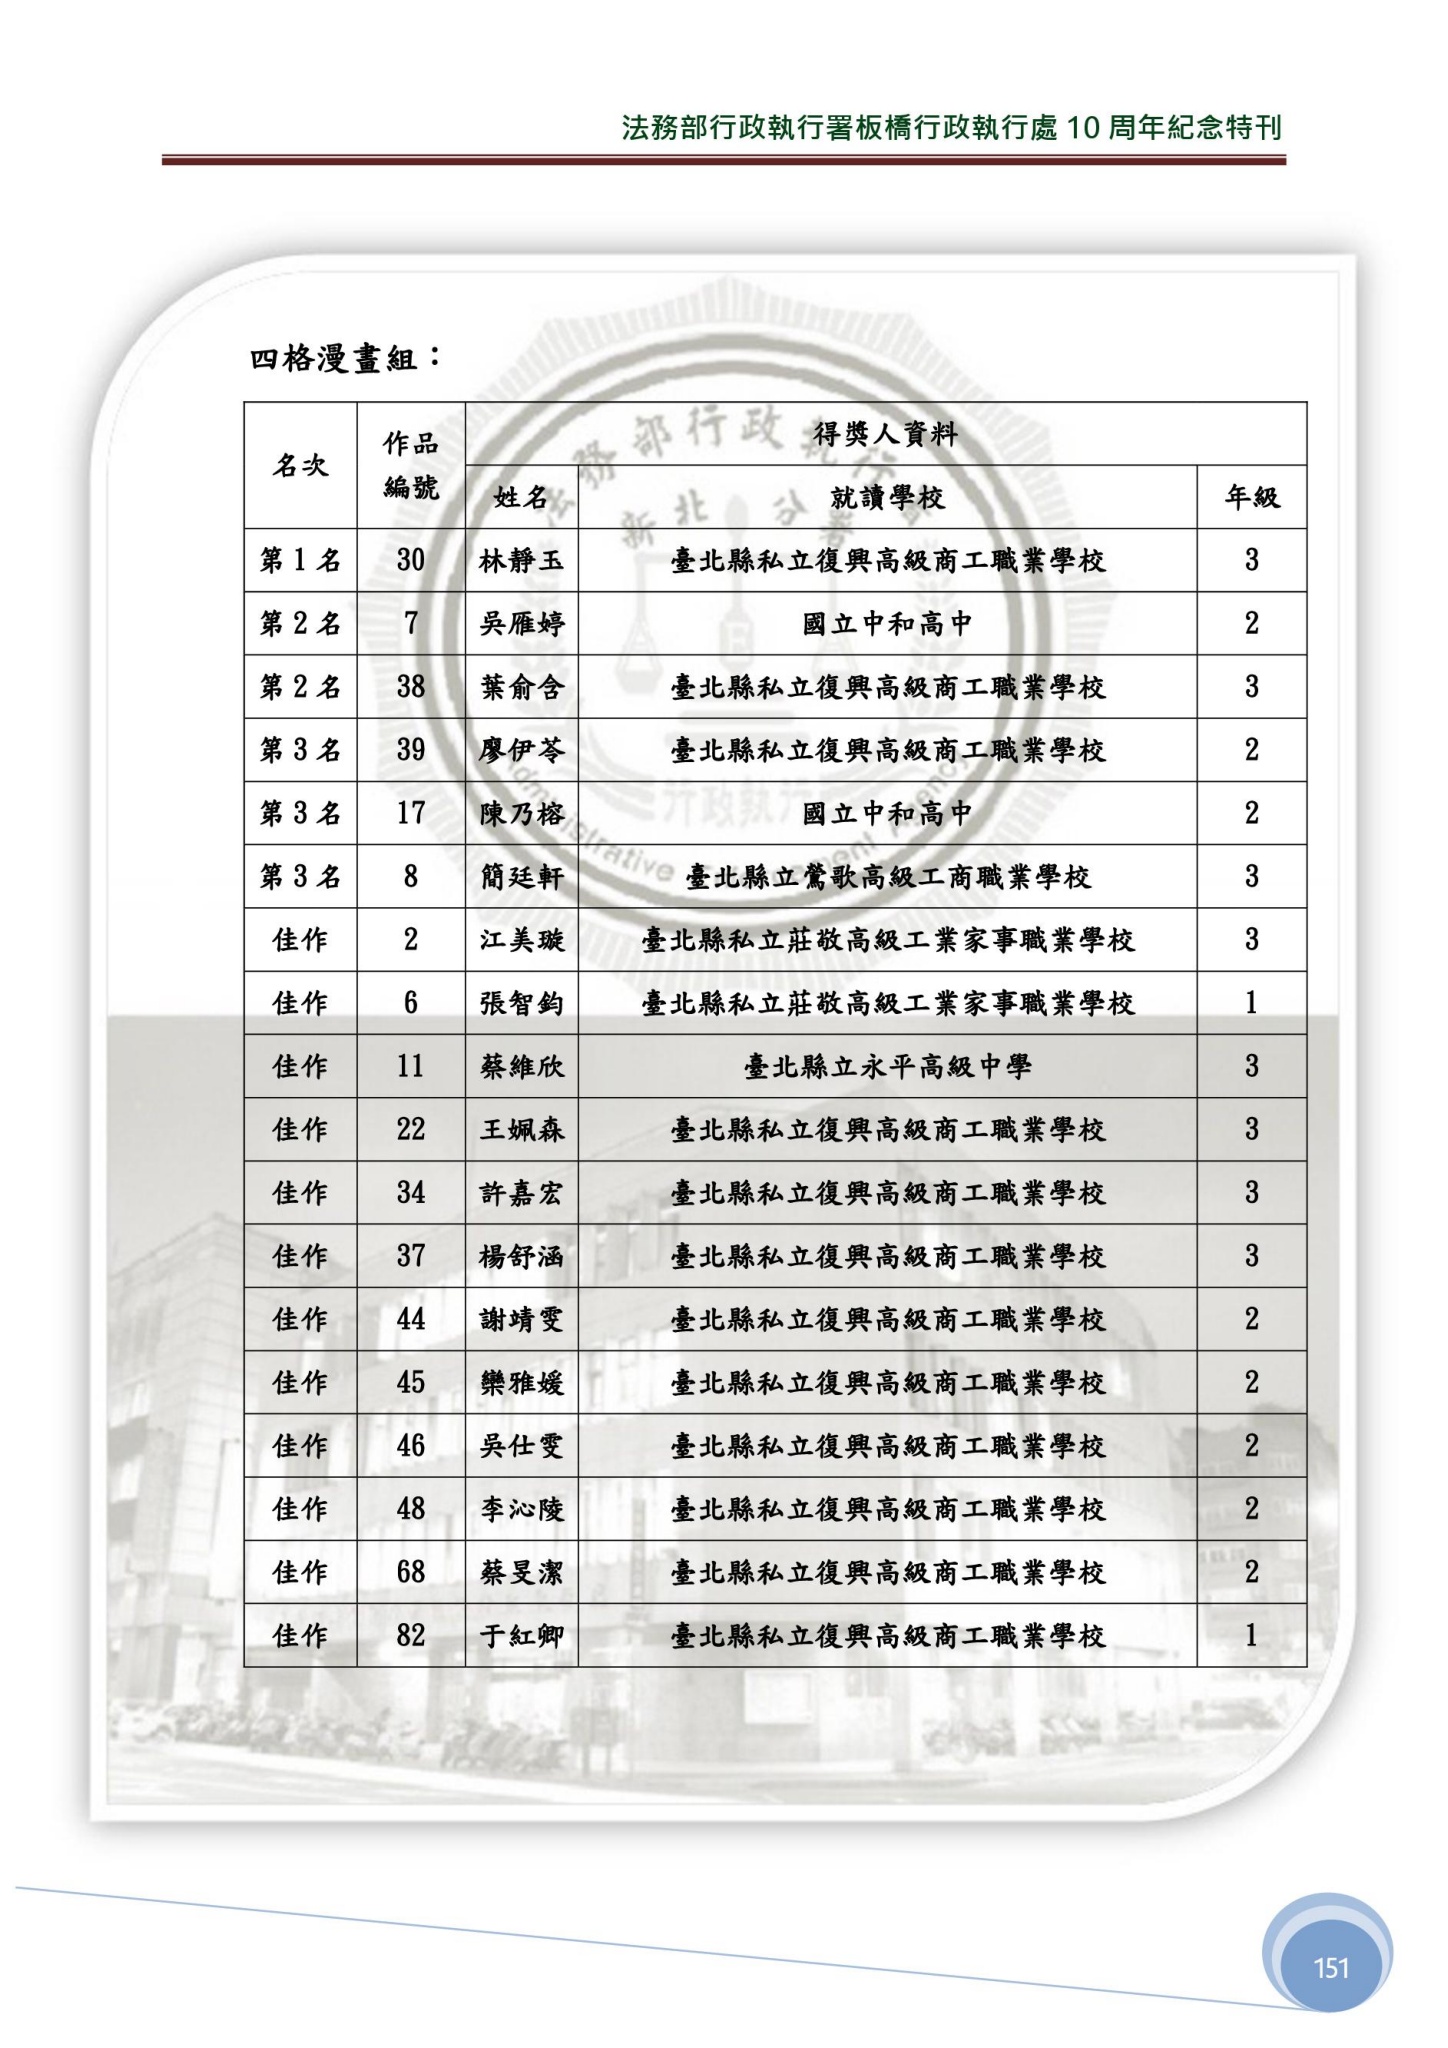 法務部行政執行署板橋行政執行處 10 周年紀念特刊
四格漫畫組：
名次 作品編號 得獎人資料
姓名 就讀學校 年級
第 1 名 30 林靜玉 臺北縣私立復興高級商工職業學校 3
第 2 名 7 吳雁婷 國立中和高中 2
第 2 名 38 葉俞含 臺北縣私立復興高級商工職業學校 3
第 3 名 39 廖伊苓 臺北縣私立復興高級商工職業學校 2
第 3 名 17 陳乃榕 國立中和高中 2
第 3 名 8 簡廷軒 臺北縣立鶯歌高級工商職業學校 3
佳作 2 江美璇 臺北縣私立莊敬高級工業家事職業學校 3
佳作 6 張智鈞 臺北縣私立莊敬高級工業家事職業學校 1
佳作 11 蔡維欣 臺北縣立永平高級中學 3
佳作 22 王姵森 臺北縣私立復興高級商工職業學校 3
佳作 34 許嘉宏 臺北縣私立復興高級商工職業學校 3
佳作 37 楊舒涵 臺北縣私立復興高級商工職業學校 3
佳作 44 謝靖雯 臺北縣私立復興高級商工職業學校 2
佳作 45 欒雅媛 臺北縣私立復興高級商工職業學校 2
佳作 46 吳仕雯 臺北縣私立復興高級商工職業學校 2
佳作 48 李沁陵 臺北縣私立復興高級商工職業學校 2
佳作 68 蔡旻潔 臺北縣私立復興高級商工職業學校 2
佳作 82 于紅卿 臺北縣私立復興高級商工職業學校 1
151